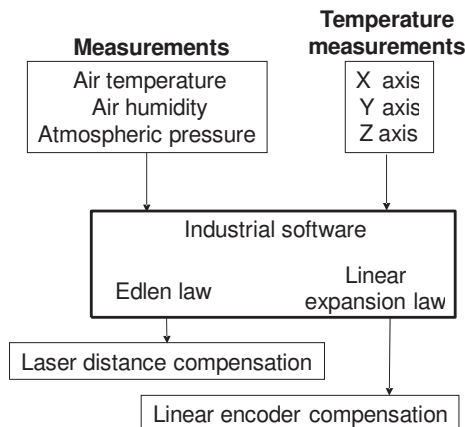 Measurements
Air temperature
Air humidity
Atmospheric pressure
Temperature
measurements
X axis
Y axis
Z axis
Industrial software
Edlen law
Linear
expansion law
Laser distance compensation
Linear encoder compensation